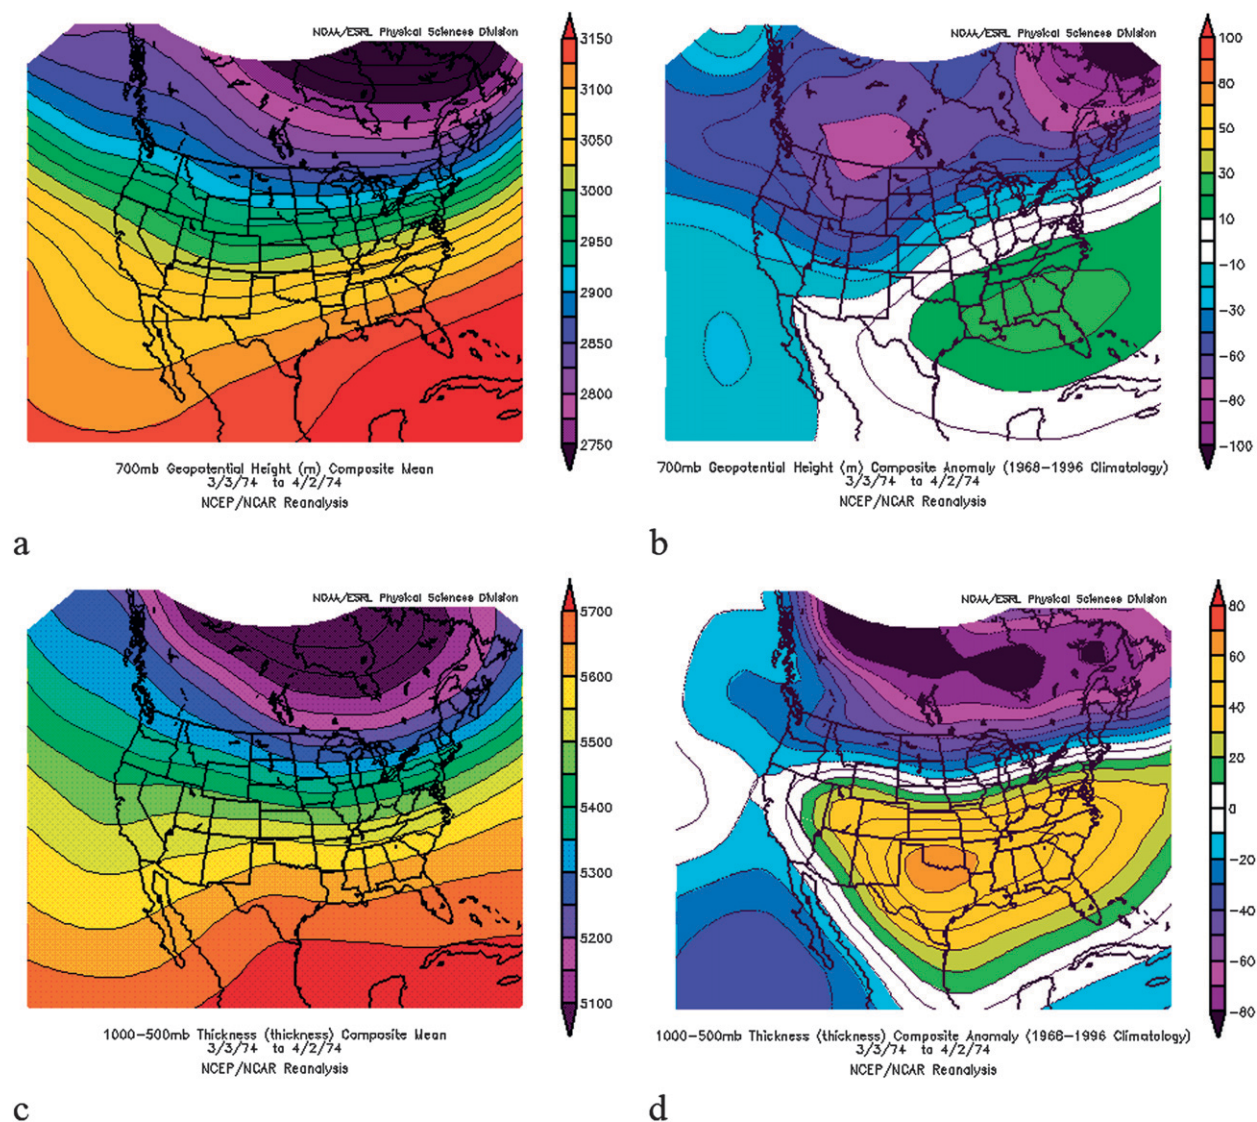 NOAA/ESRL Physical Sciences Division
3150
3100
3050
3000
2950
2900
2850
2800
2750
700mb Geopotential Height (m) Composite Mean
3/3/74 to 4/2/74
NCEP/NCAR Reanalysis
a
NOAA/ESRL Physical Sciences Division
100
80
50
30
10
-10
-30
-60
-80
-100
700mb Geopotential Height (m) Composite Anomaly (1968-1996 Climatology)
3/3/74 to 4/2/74
NCEP/NCAR Reanalysis
b
NOAA/ESRL Physical Sciences Division
5700
5600
5500
5400
5300
5200
5100
1000-500mb Thickness (thickness) Composite Mean
3/3/74 to 4/2/74
NCEP/NCAR Reanalysis
c
NOAA/ESRL Physical Sciences Division
80
60
40
20
0
-20
-40
-60
-80
1000-500mb Thickness (thickness) Composite Anomaly (1968-1996 Climatology)
3/3/74 to 4/2/74
NCEP/NCAR Reanalysis
d